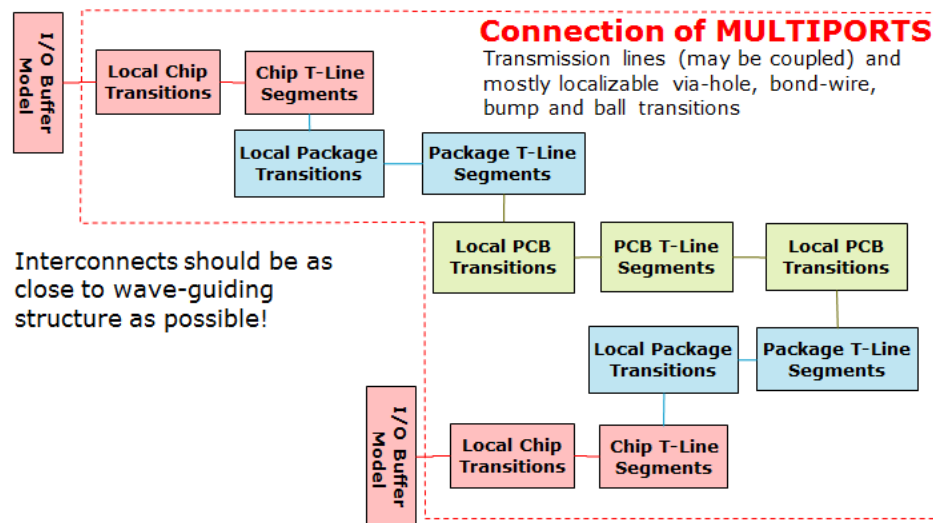 Connection of MULTIPORTS
Transmission lines (may be coupled) and
mostly localizable via-hole, bond-wire,
bump and ball transitions
I/O Buffer
Model
Local Chip
Transitions
Chip T-Line
Segments
Local Package
Transitions
Package T-Line
Segments
Local PCB
Transitions
PCB T-Line
Segments
Local PCB
Transitions
Interconnects should be as
close to wave-guiding
structure as possible!
Local Package
Transitions
Package T-Line
Segments
I/O Buffer
Model
Local Chip
Transitions
Chip T-Line
Segments